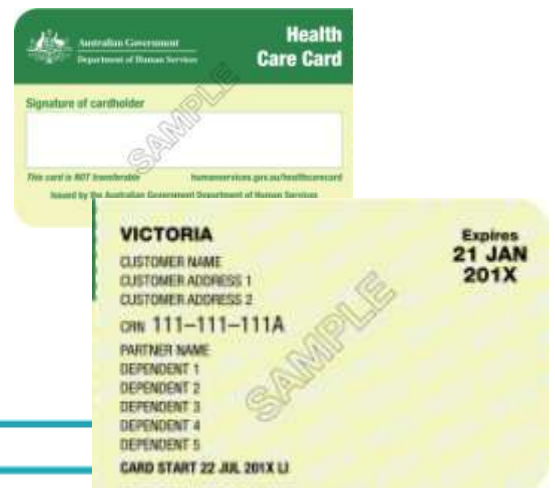 Australian Government
Department of Human Services
Health
Care Card
Signature of cardholder
SAMPLE
This card is NOT transferable humanservices.gov.au/healthcarecard
Issued by the Australian Government Department of Human Services
VICTORIA
Expires
21 JAN
201X
CUSTOMER NAME
CUSTOMER ADDRESS 1
CUSTOMER ADDRESS 2
CRN 111-111-111A
PARTNER NAME
DEPENDENT 1
DEPENDENT 2
DEPENDENT 3
DEPENDENT 4
DEPENDENT 5
SAMPLE
CARD START 22 JUL 201X LI